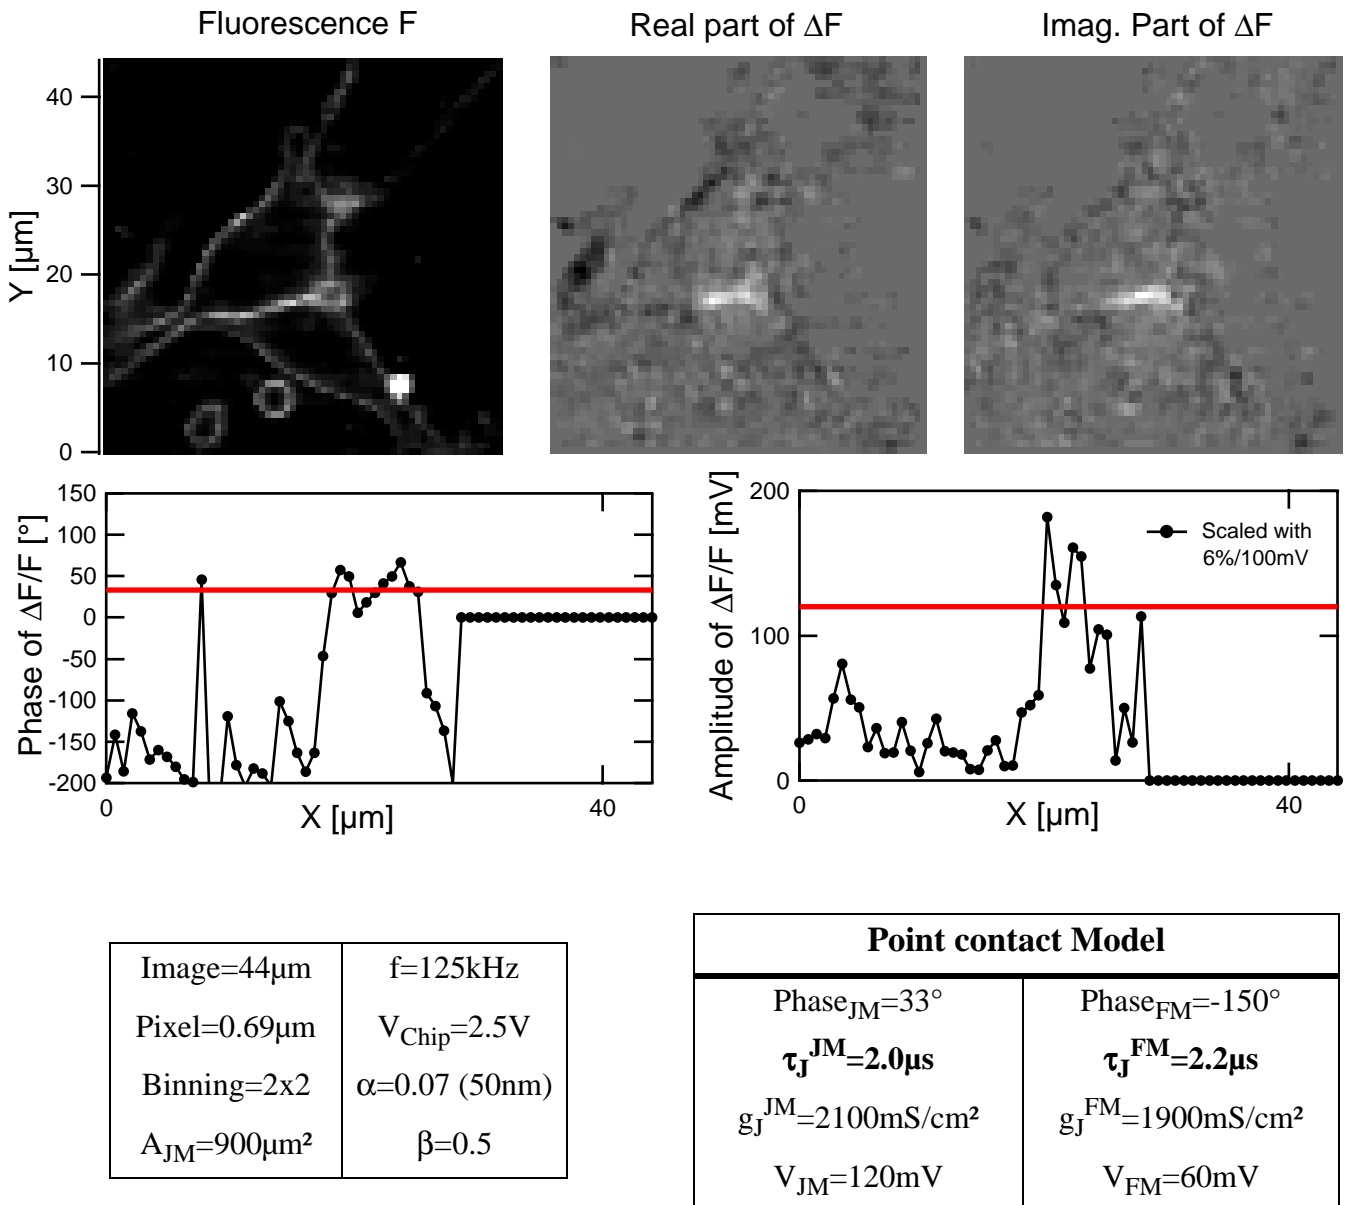 Fluorescence F
Real part of ΔF
Imag. Part of ΔF
Y [µm]
40
30
20
10
0
Phase of ΔF/F [°]
150
100
50
0
-50
-100
-150
-200
0
40
X [µm]
Amplitude of ΔF/F [mV]
200
100
0
Scaled with
6%/100mV
0
40
X [µm]
Image=44µm
f=125kHz
Pixel=0.69µm
V_Chip=2.5V
Binning=2x2
α=0.07 (50nm)
A_JM=900µm²
β=0.5
Point contact Model
Phase_JM=33°
Phase_FM=-150°
τ_J^JM=2.0µs
τ_J^FM=2.2µs
g_J^JM=2100mS/cm²
g_J^FM=1900mS/cm²
V_JM=120mV
V_FM=60mV